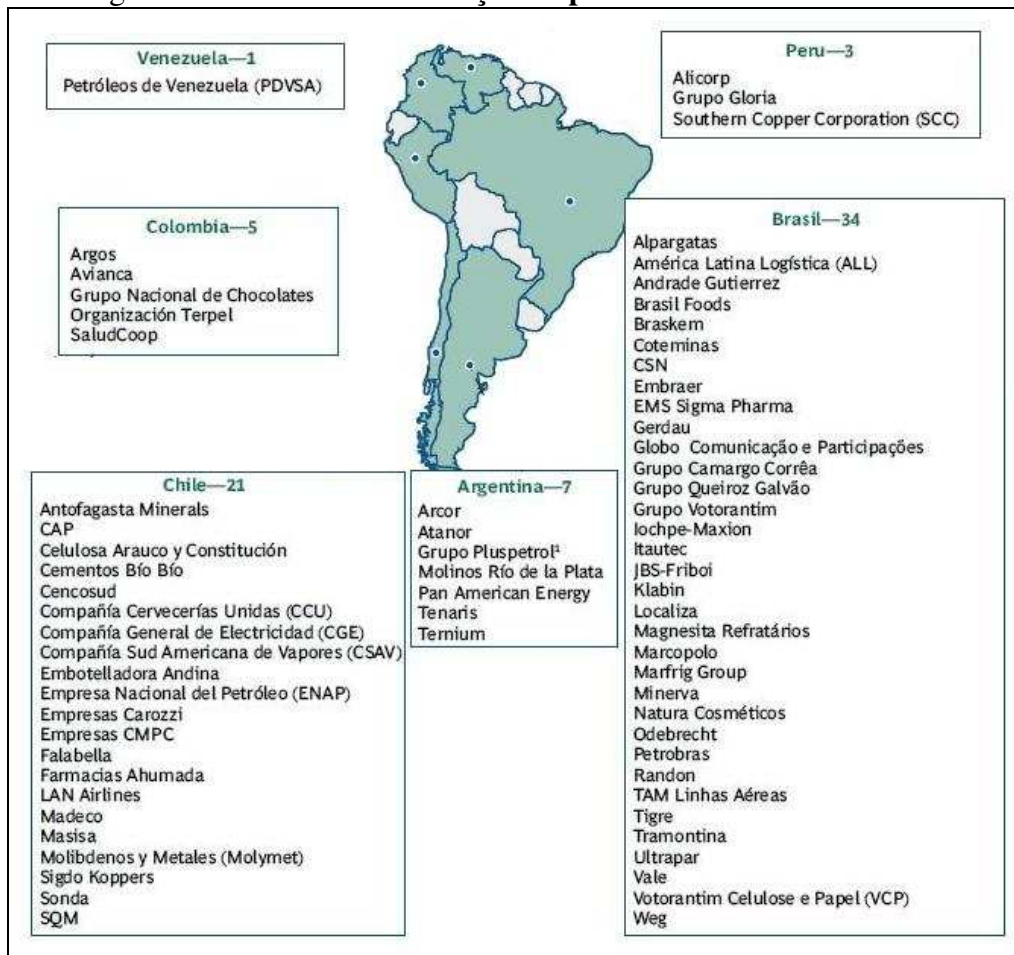 Venezuela—1
Petróleos de Venezuela (PDVSA)
Peru—3
Alicorp
Grupo Gloria
Southern Copper Corporation (SCC)
Colombia—5
Argos
Avianca
Grupo Nacional de Chocolates
Organización Terpel
SaludCoop
Brasil—34
Alpargatas
América Latina Logística (ALL)
Andrade Gutierrez
Brasil Foods
Braskem
Coteminas
CSN
Embraer
EMS Sigma Pharma
Gerdau
Globo Comunicação e Participações
Grupo Camargo Corrêa
Grupo Queiroz Galvão
Grupo Votorantim
Iochpe-Maxion
Itautec
JBS-Friboi
Klabin
Localiza
Magnesita Refratários
Marcopolo
Marfrig Group
Minerva
Natura Cosméticos
Odebrecht
Petrobras
Randon
TAM Linhas Aéreas
Tigre
Tramontina
Ultrapar
Vale
Votorantim Celulose e Papel (VCP)
Weg
Chile—21
Antofagasta Minerals
CAP
Celulosa Arauco y Constitución
Cementos Bío Bío
Cencosud
Compañía Cervecerías Unidas (CCU)
Compañía General de Electricidad (CGE)
Compañía Sud Americana de Vapores (CSAV)
Embotelladora Andina
Empresa Nacional del Petróleo (ENAP)
Empresas Carozzi
Empresas CMPC
Falabella
Farmacias Ahumada
LAN Airlines
Madeco
Masisa
Molibdenos y Metales (Molymet)
Sigdo Koppers
Sonda
SQM
Argentina—7
Arcor
Atanor
Grupo Pluspetrol¹
Molinos Río de la Plata
Pan American Energy
Tenaris
Ternium